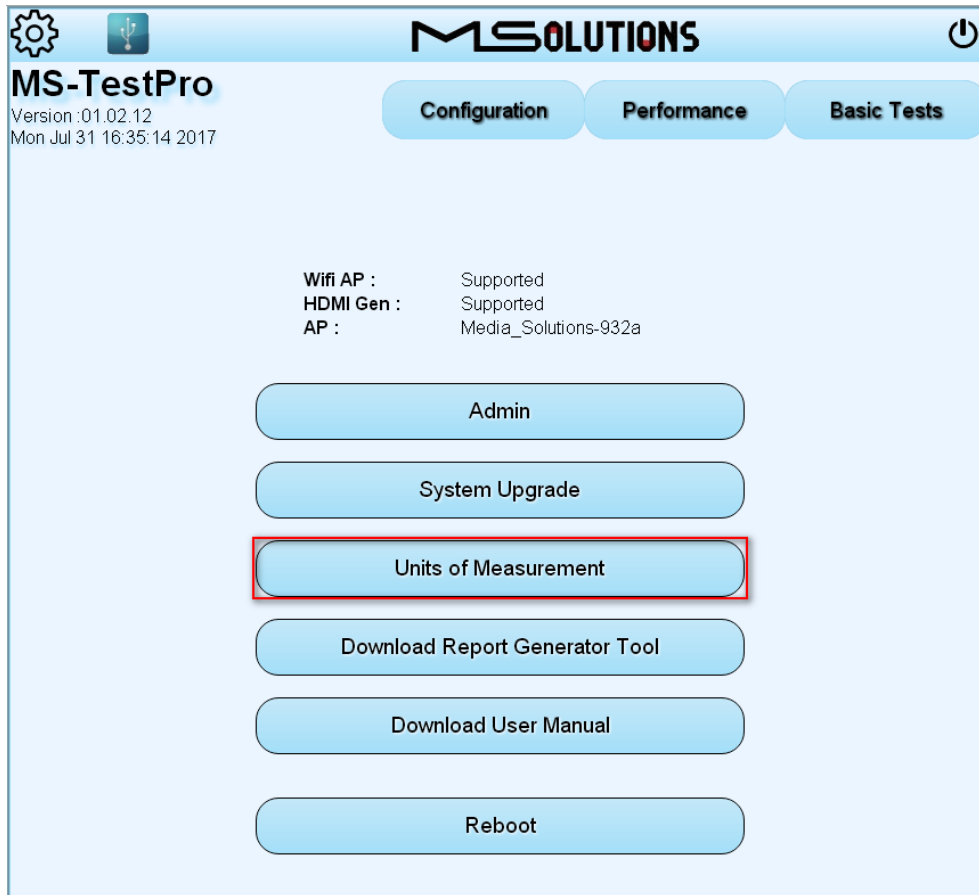 MSOLUTIONS
MS-TestPro
Version :01.02.12
Mon Jul 31 16:35:14 2017
Configuration Performance Basic Tests
Wifi AP : Supported
HDMI Gen : Supported
AP : Media_Solutions-932a
Admin
System Upgrade
Units of Measurement
Download Report Generator Tool
Download User Manual
Reboot